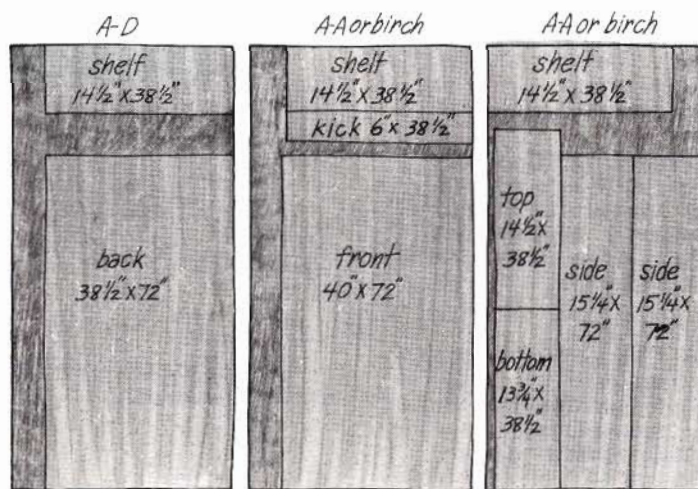 A-D
shelf
14½" X 38½"
back
38½" X 72"
A-A or birch
shelf
14½" X 38½"
kick 6" X 38½"
front
40" X 72"
A-A or birch
shelf
14½" X 38½"
top
14½" X
38½"
bottom
13¾" X
38½"
side
15¼" X
72"
side
15¼" X
72"